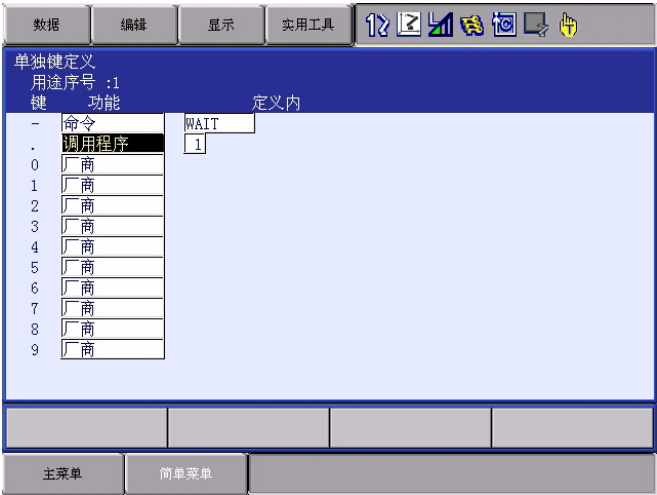 数据 编辑 显示 实用工具
单独键定义
用途序号 :1
键 功能 定义内
- 命令 WAIT
. 调用程序 1
0 厂商
1 厂商
2 厂商
3 厂商
4 厂商
5 厂商
6 厂商
7 厂商
8 厂商
9 厂商
主菜单 简单菜单